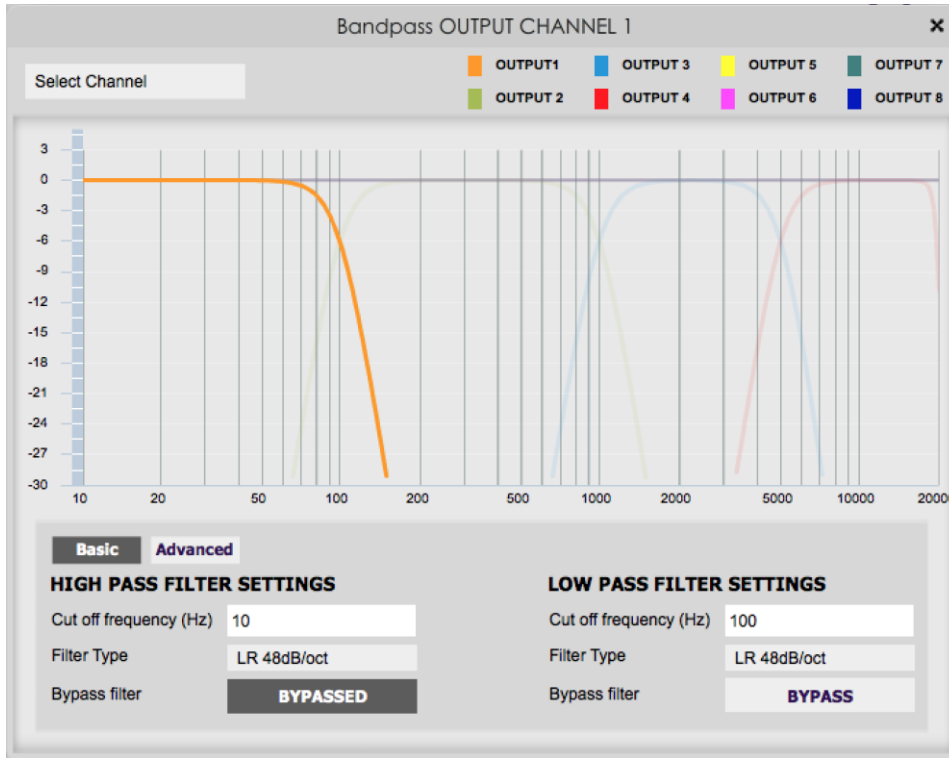 Bandpass OUTPUT CHANNEL 1
Select Channel
OUTPUT1 OUTPUT 3 OUTPUT 5 OUTPUT 7
OUTPUT 2 OUTPUT 4 OUTPUT 6 OUTPUT 8
3
0
-3
-6
-9
-12
-15
-18
-21
-24
-27
-30
10 20 50 100 200 500 1000 2000 5000 10000 2000
Basic Advanced
HIGH PASS FILTER SETTINGS LOW PASS FILTER SETTINGS
Cut off frequency (Hz) 10 Cut off frequency (Hz) 100
Filter Type LR 48dB/oct Filter Type LR 48dB/oct
Bypass filter BYPASSED Bypass filter BYPASS